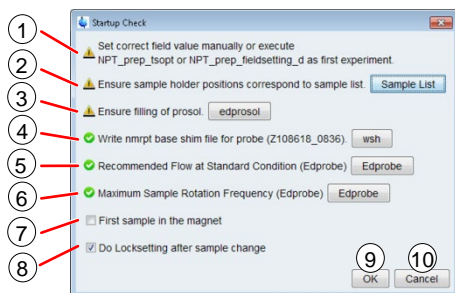 Startup Check
1 Set correct field value manually or execute
NPT_prep_tsopt or NPT_prep_fieldsetting_d as first experiment.
2 Ensure sample holder positions correspond to sample list. Sample List
3 Ensure filling of prosol. edprosol
4 Write nmrpt base shim file for probe (Z108618_0836). wsh
5 Recommended Flow at Standard Condition (Edprobe) Edprobe
6 Maximum Sample Rotation Frequency (Edprobe) Edprobe
7 First sample in the magnet
8 Do Locksetting after sample change
9 10
OK Cancel